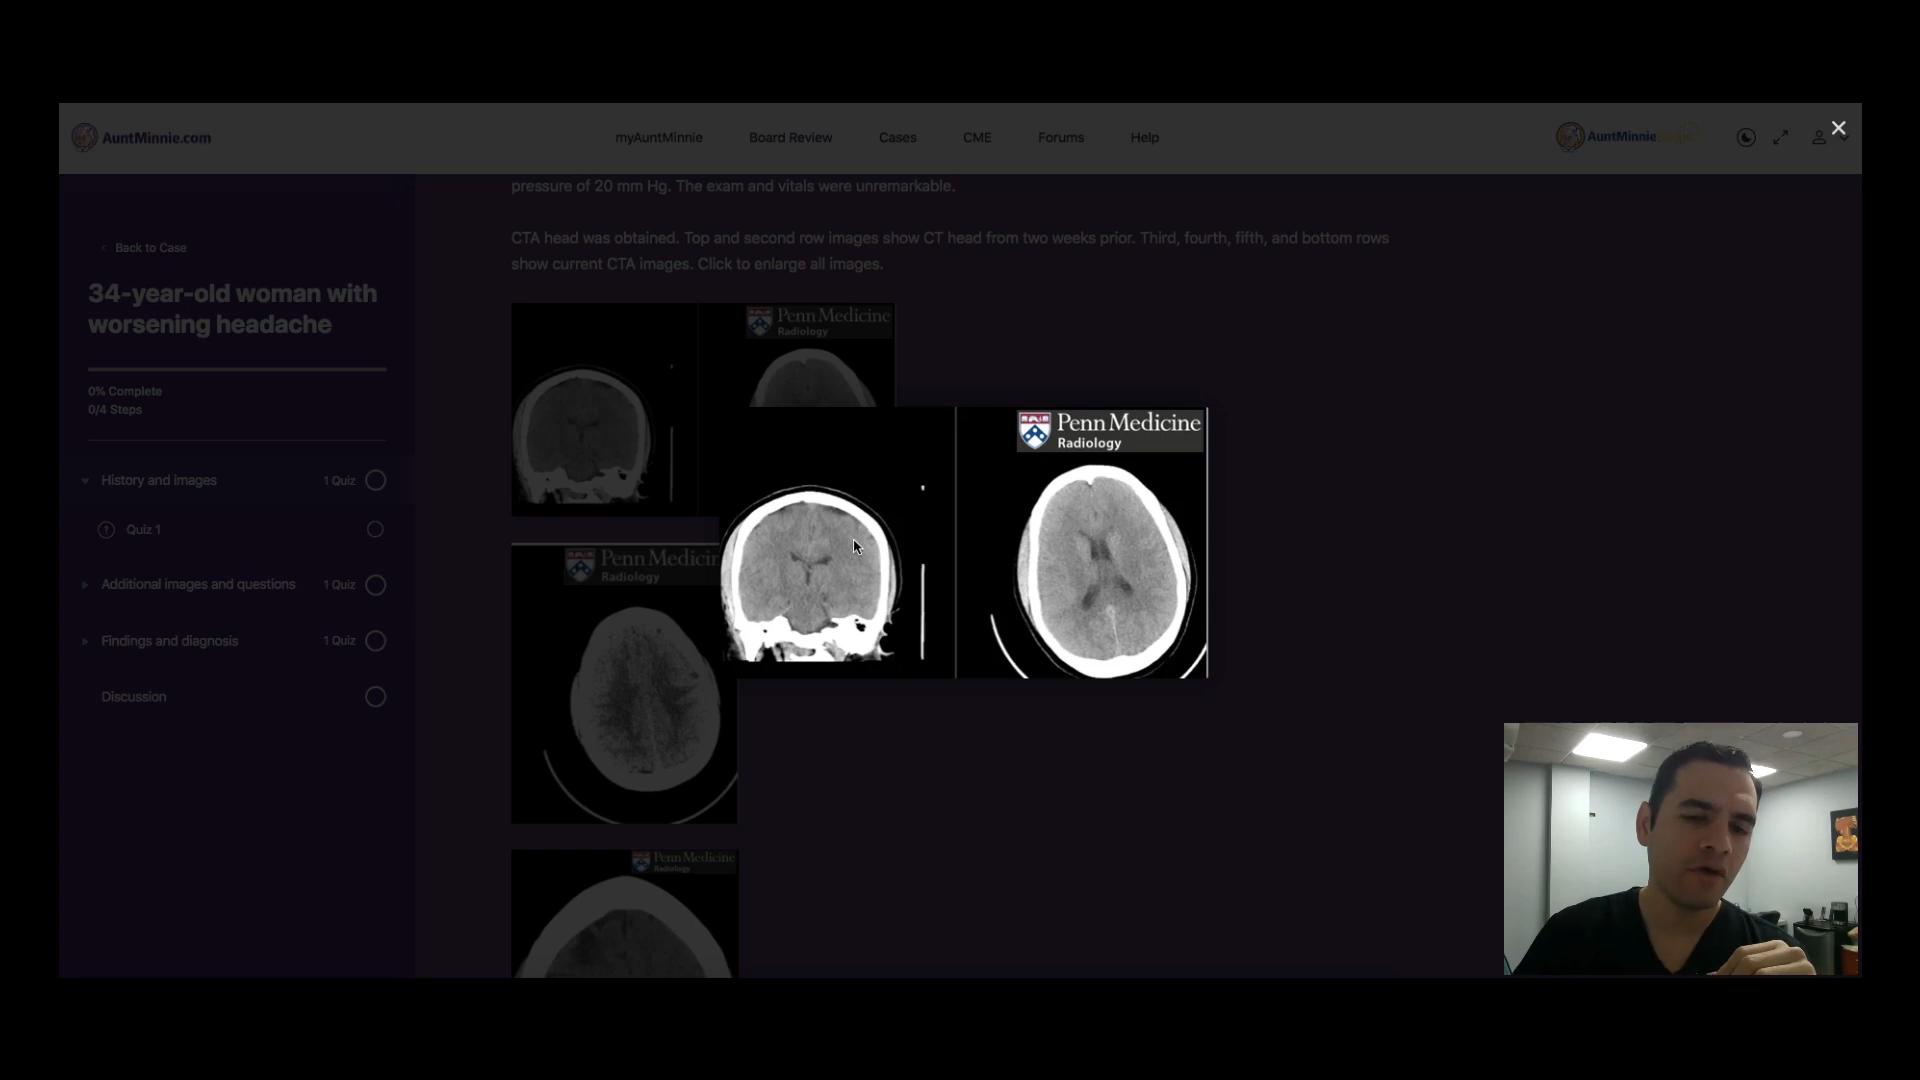 AuntMinnie.com
myAuntMinnie
Board Review
Cases
CME
Forums
Help
AuntMinnie
Back to Case
34-year-old woman with
worsening headache
0% Complete
0/4 Steps
History and images
1 Quiz
Quiz 1
Additional images and questions
1 Quiz
Findings and diagnosis
1 Quiz
Discussion
pressure of 20 mm Hg. The exam and vitals were unremarkable.
CTA head was obtained. Top and second row images show CT head from two weeks prior. Third, fourth, fifth, and bottom rows
show current CTA images. Click to enlarge all images.
Penn Medicine
Radiology
Penn Medicine
Radiology
Radiology
Penn Medicine
Radiology